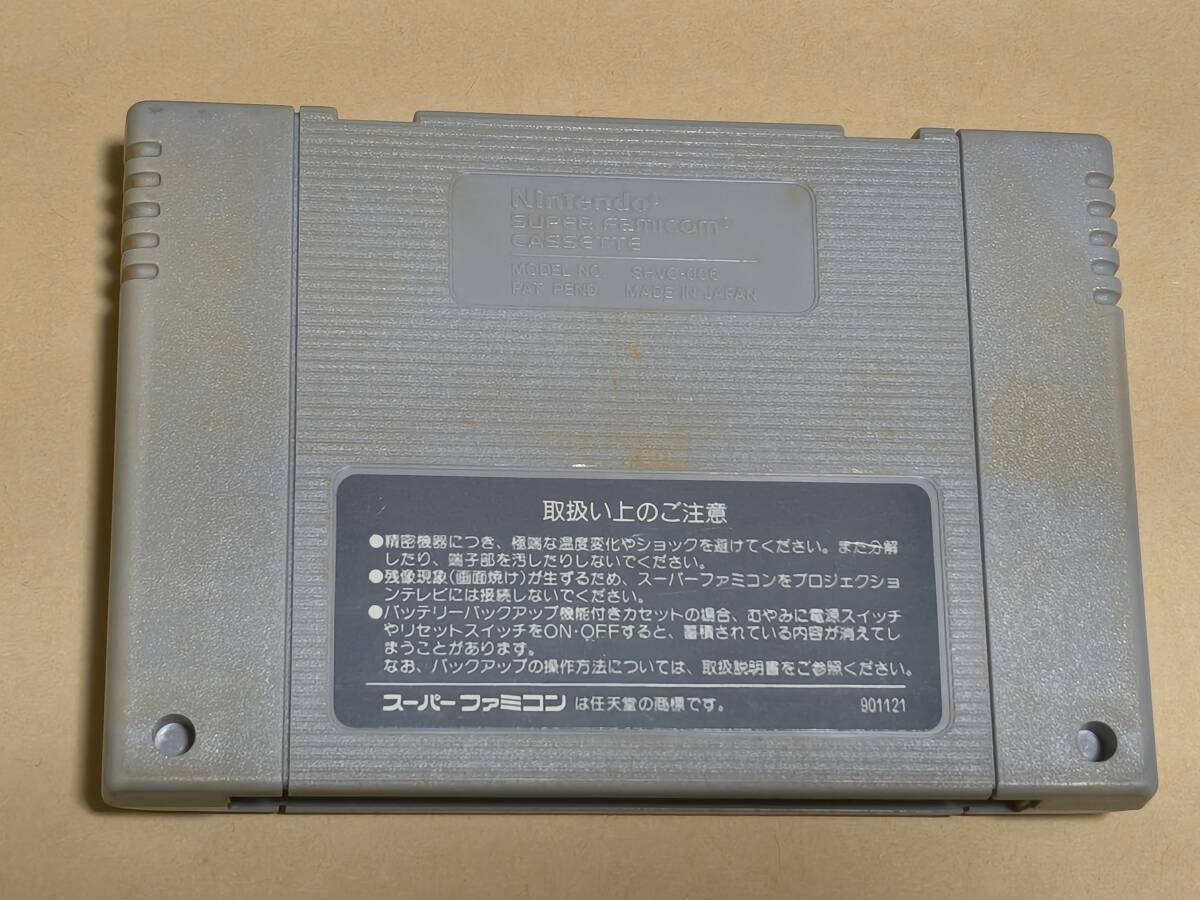 Nintendo®
SUPER FAMICOM®
CASSETTE
MODEL NO. SHVC-006
PAT. PEND. MADE IN JAPAN
取扱い上のご注意
●精密機器につき、極端な温度変化やショックを避けてください。また分解
したり、端子部を汚したりしないでください。
●残像現象(画面焼け)が生ずるため、スーパーファミコンをプロジェクショ
ンテレビには接続しないでください。
●バッテリーバックアップ機能付きカセットの場合、むやみに電源スイッチ
やリセットスイッチをON・OFFすると、蓄積されている内容が消えてし
まうことがあります。
なお、バックアップの操作方法については、取扱説明書をご参照ください。
スーパーファミコン は任天堂の商標です。 901121